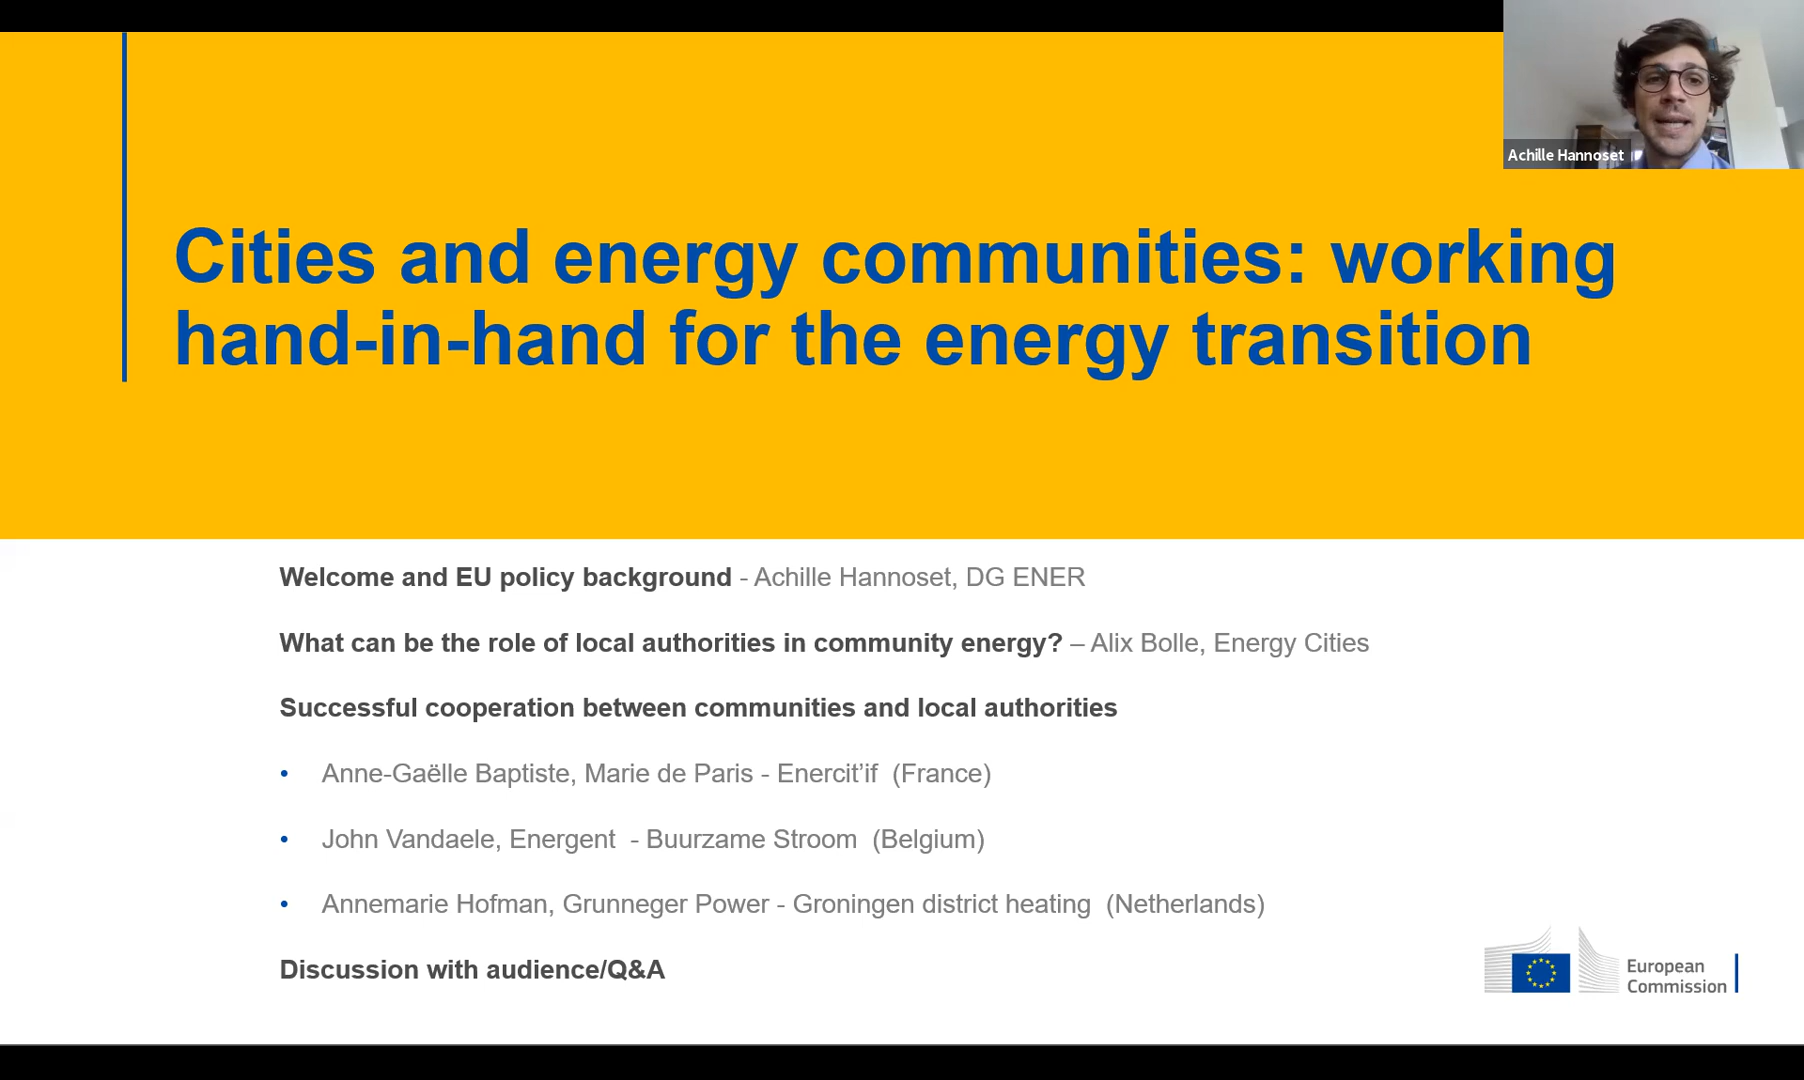 Achille Hannoset
Cities and energy communities: working
hand-in-hand for the energy transition
Welcome and EU policy background - Achille Hannoset, DG ENER
What can be the role of local authorities in community energy? – Alix Bolle, Energy Cities
Successful cooperation between communities and local authorities
• Anne-Gaëlle Baptiste, Marie de Paris - Enercit’if (France)
• John Vandaele, Energent - Buurzame Stroom (Belgium)
• Annemarie Hofman, Grunneger Power - Groningen district heating (Netherlands)
Discussion with audience/Q&A
European
Commission